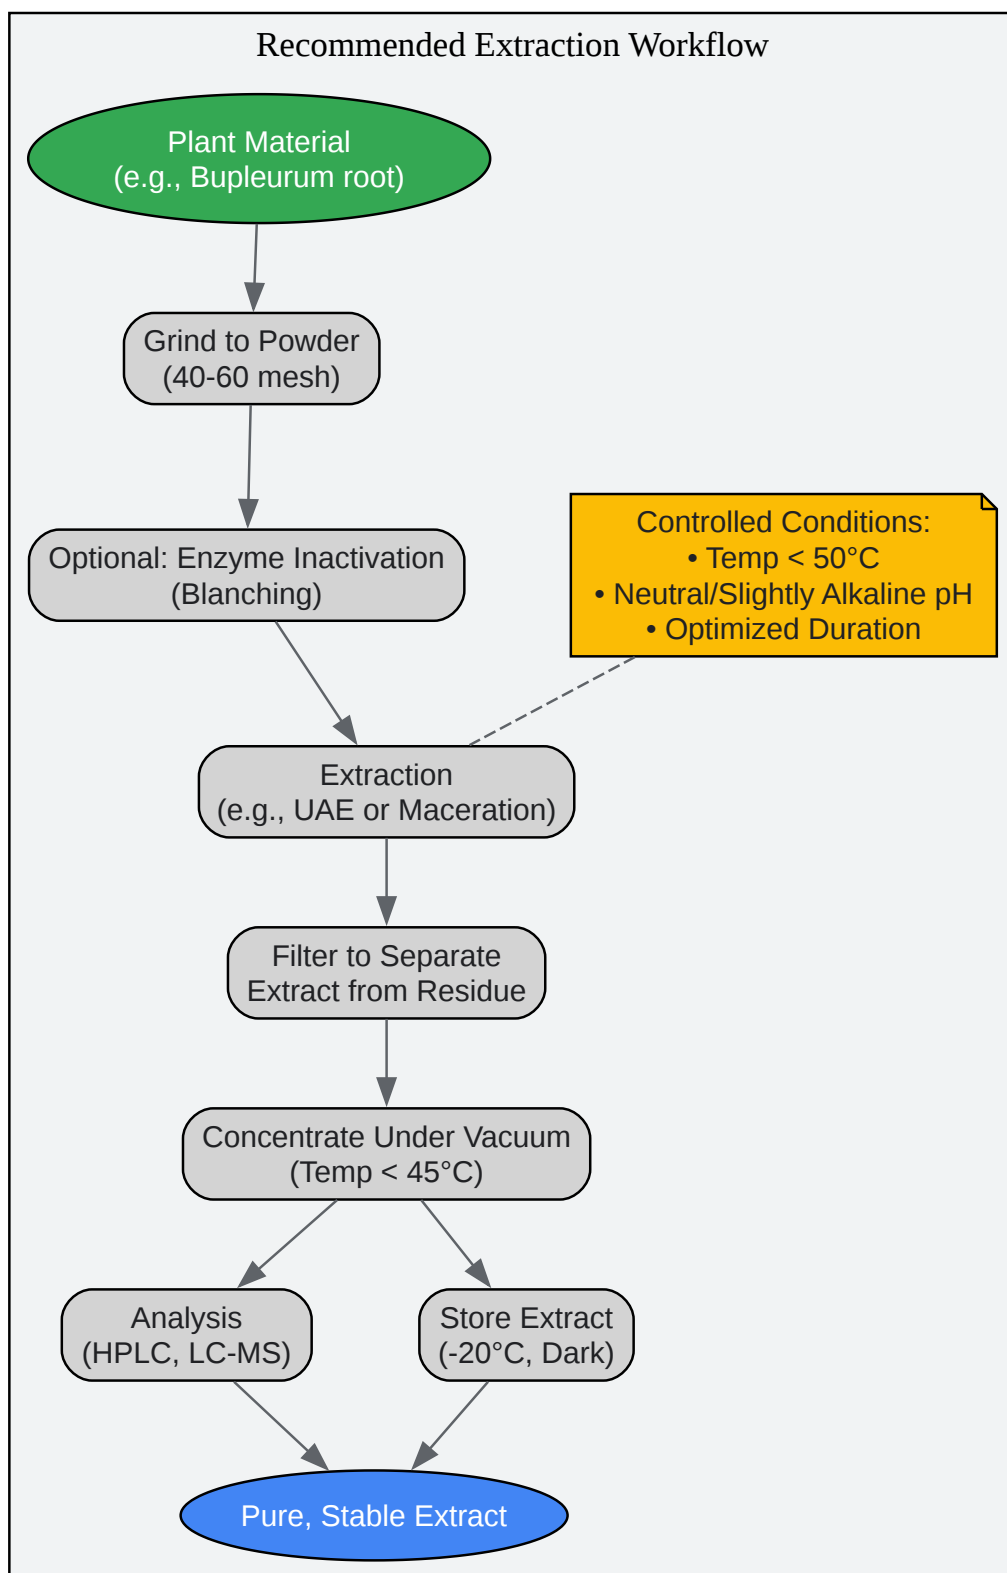 Recommended Extraction Workflow
Plant Material
(e.g., Bupleurum root)
Grind to Powder
(40-60 mesh)
Optional: Enzyme Inactivation
(Blanching)
Controlled Conditions:
• Temp < 50°C
• Neutral/Slightly Alkaline pH
• Optimized Duration
Extraction
(e.g., UAE or Maceration)
Filter to Separate
Extract from Residue
Concentrate Under Vacuum
(Temp < 45°C)
Analysis
(HPLC, LC-MS)
Store Extract
(-20°C, Dark)
Pure, Stable Extract